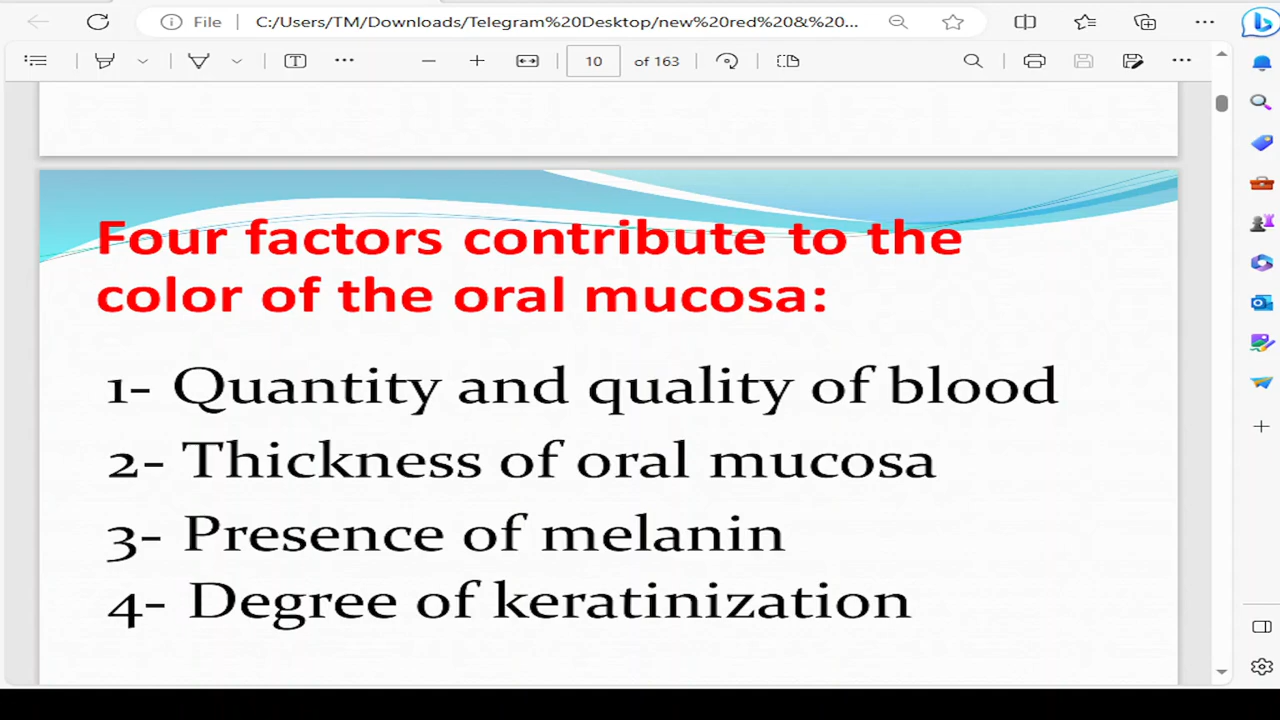 File C:/Users/TM/Downloads/Telegram%20Desktop/new%20red%20&%20...
10 of 163
Four factors contribute to the
color of the oral mucosa:
1- Quantity and quality of blood
2- Thickness of oral mucosa
3- Presence of melanin
4- Degree of keratinization